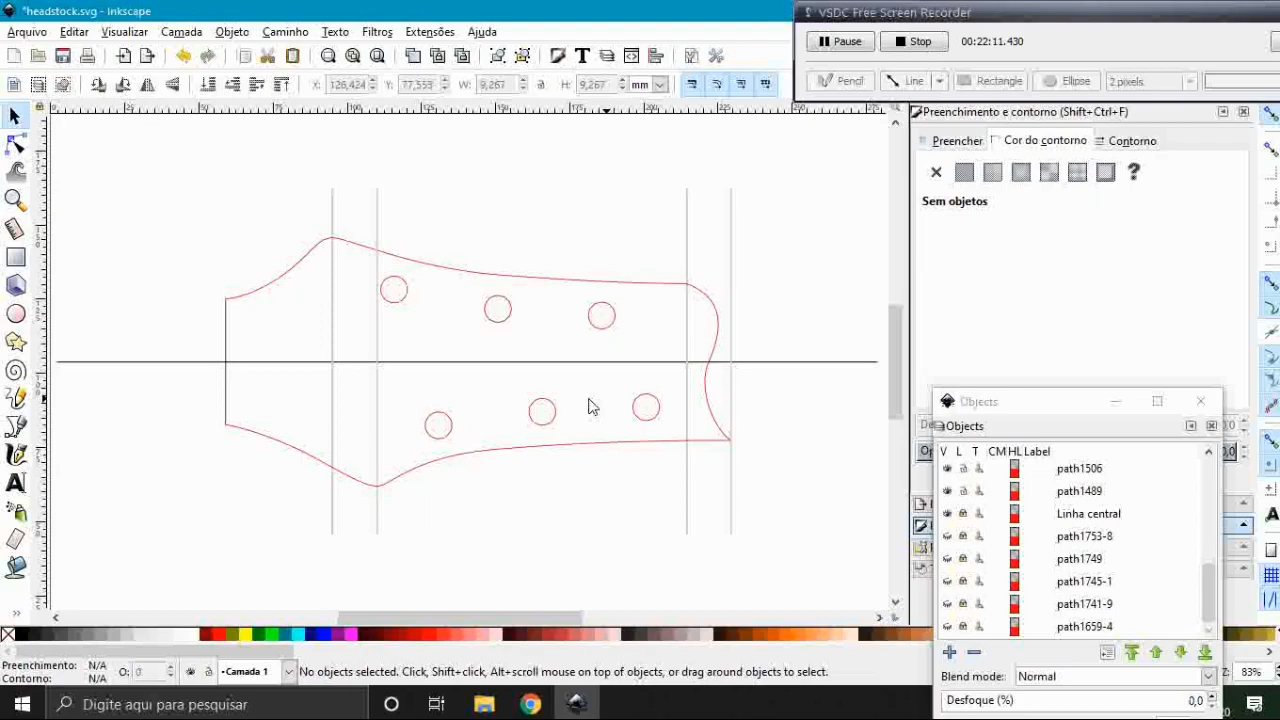 *headstock.svg - Inkscape
VSDC Free Screen Recorder
Arquivo Editar Visualizar Camada Objeto Caminho Texto Filtros Extensões Ajuda
Pause Stop 00:22:11.430
X: 126,424 Y: 77,553 W: 9,267 H: 9,267 mm
Pencil Line Rectangle Ellipse 2 pixels.
Preenchimento e contorno (Shift+Ctrl+F)
Preencher Cor do contorno Contorno
Sem objetos
Objects
Objects
V L T CM HL Label
path1506
path1489
Linha central
path1753-8
path1749
path1745-1
path1741-9
path1659-4
Blend mode: Normal
Desfoque (%) 0,0
Preenchimento: N/A
Contorno: N/A
O: 0
Camada 1
No objects selected. Click, Shift+click, Alt+scroll mouse on top of objects, or drag around objects to select.
Z: 83%
Digite aqui para pesquisar